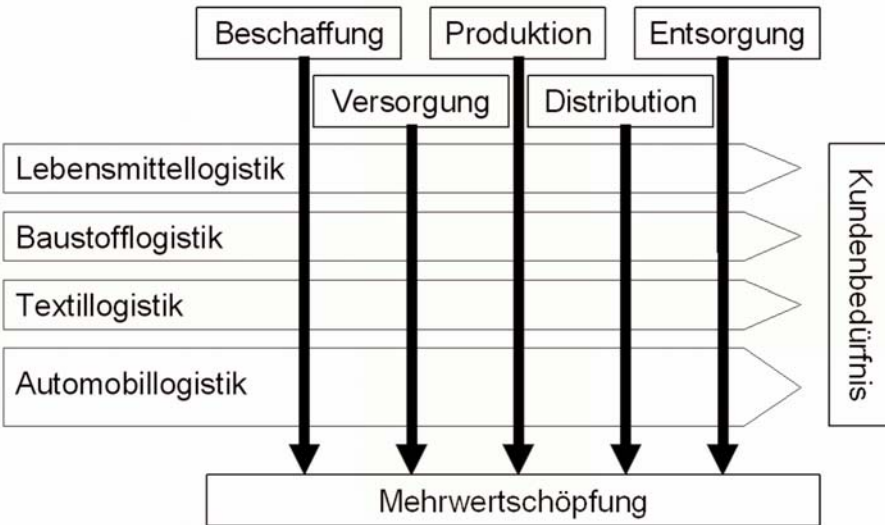 Beschaffung
Produktion
Entsorgung
Versorgung
Distribution
Lebensmittellogistik
Baustofflogistik
Textillogistik
Automobillogistik
Kundenbedürfnis
Mehrwertschöpfung